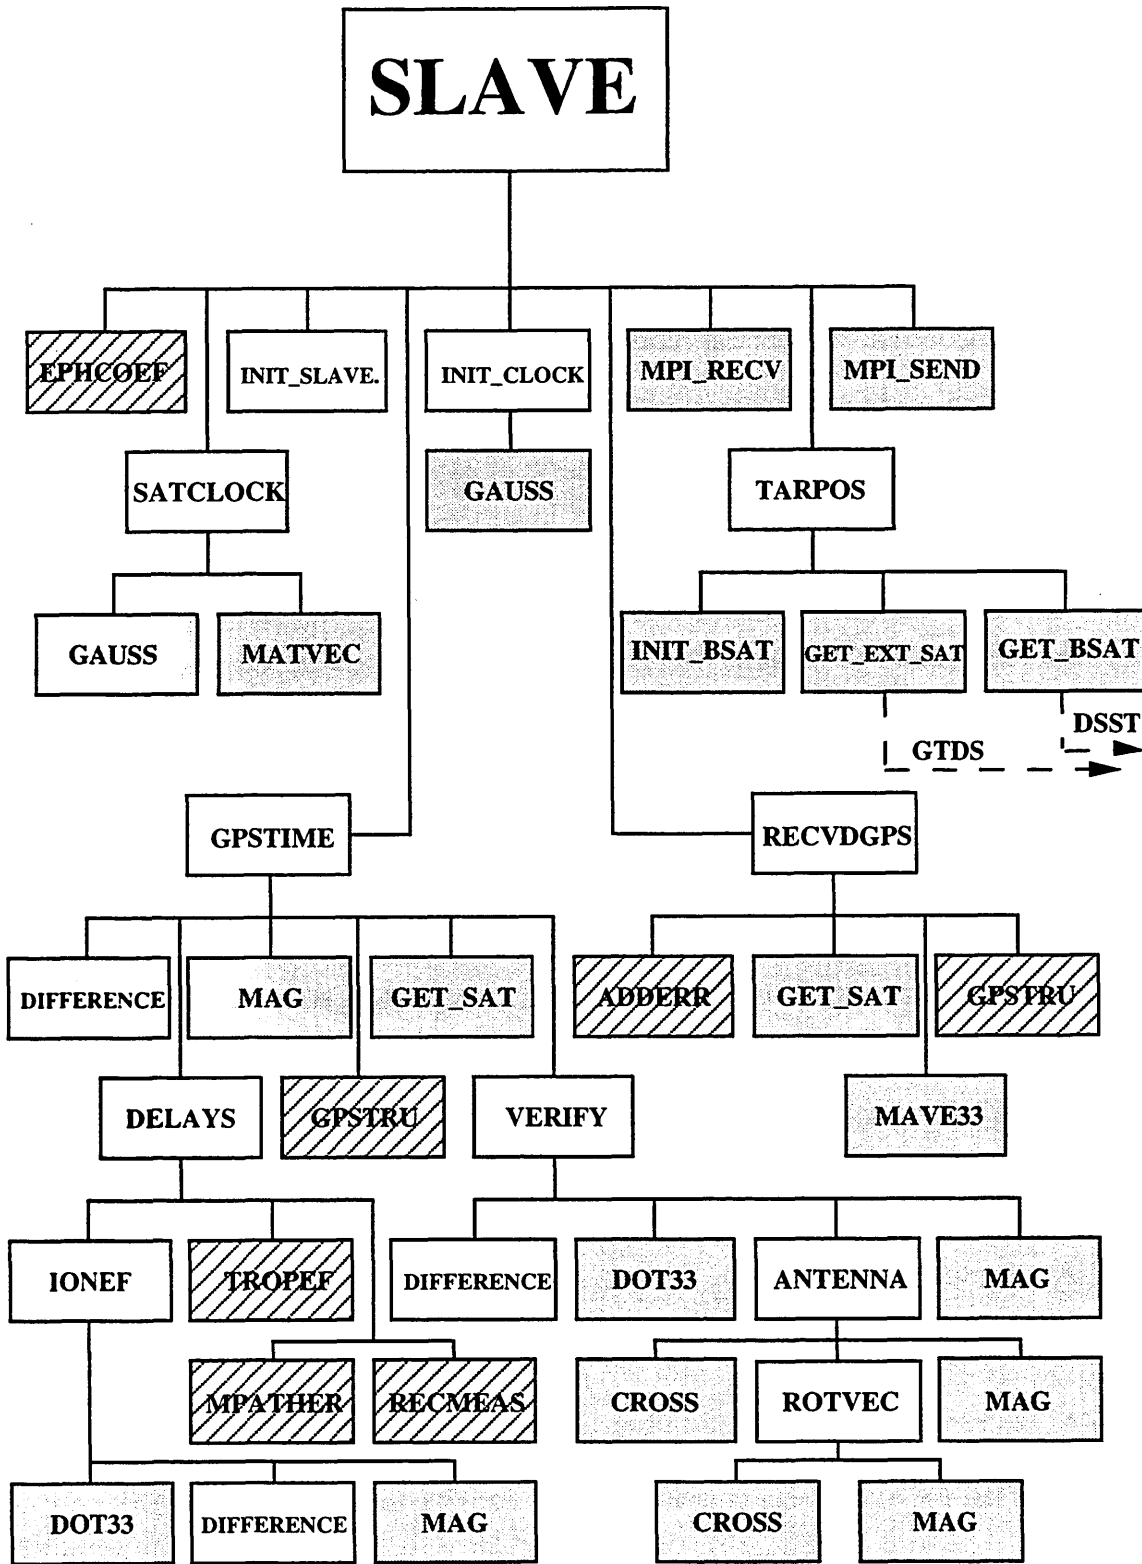 SLAVE
EPHCOEF
INIT_SLAVE.
INIT_CLOCK
MPI_RECV
MPI_SEND
SATCLOCK
GAUSS
TARPOS
GAUSS
MATVEC
INIT_BSAT
GET_EXT_SAT
GET_BSAT
DSST
GTDS
GPSTIME
RECVDGPS
DIFFERENCE
MAG
GET_SAT
ADDERR
GET_SAT
GPSTRU
DELAYS
GPSTRU
VERIFY
MAVE33
IONEF
TROPEF
DIFFERENCE
DOT33
ANTENNA
MAG
MPATHER
RECMEAS
CROSS
ROTVEC
MAG
DOT33
DIFFERENCE
MAG
CROSS
MAG